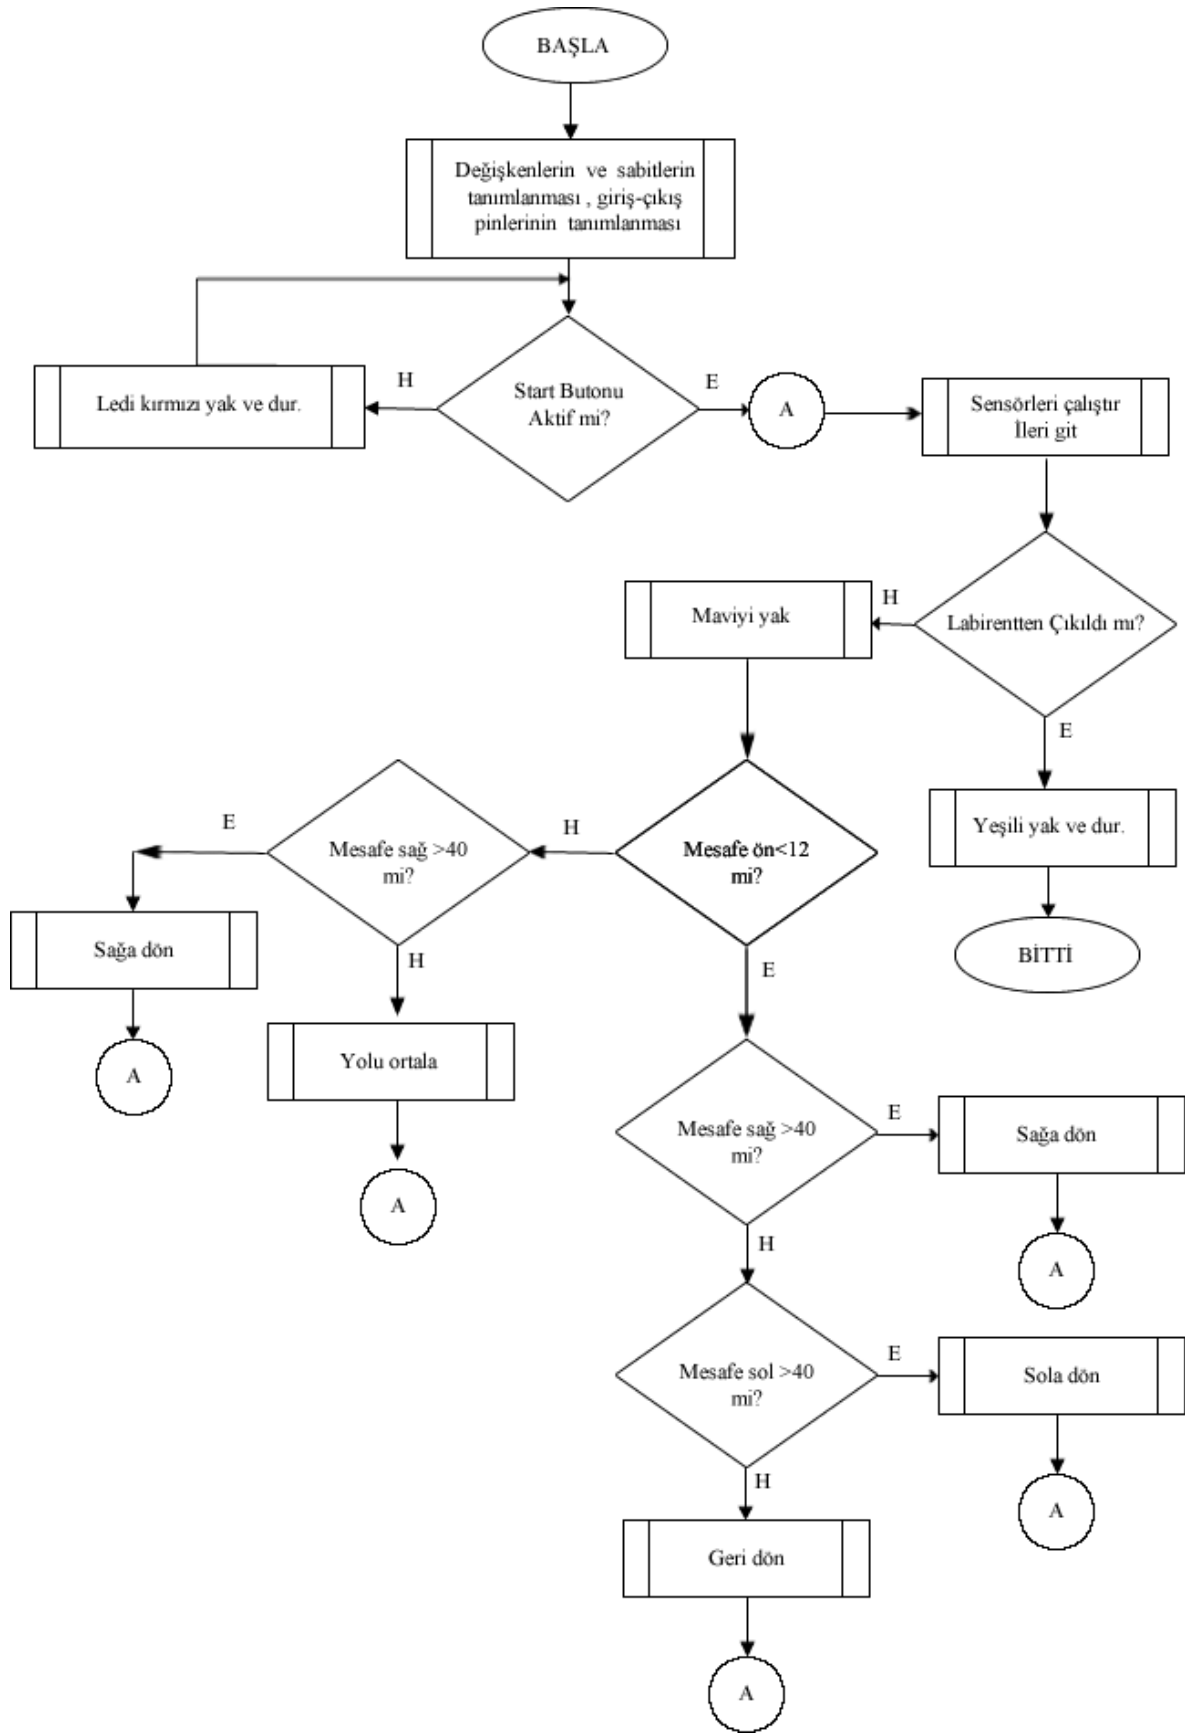 BAŞLA
Değişkenlerin ve sabitlerin
tanımlanması , giriş-çıkış
pinlerinin tanımlanması
Start Butonu
Aktif mi?
H
Ledi kırmızı yak ve dur.
E
A
Sensörleri çalıştır
İleri git
Labirentten Çıkıldı mı?
H
Maviyi yak
E
Yeşili yak ve dur.
BİTTİ
Mesafe ön<12
mi?
H
Mesafe sağ >40
mi?
E
Sağa dön
A
H
Yolu ortala
A
E
Mesafe sağ >40
mi?
E
Sağa dön
A
H
Mesafe sol >40
mi?
E
Sola dön
A
H
Geri dön
A